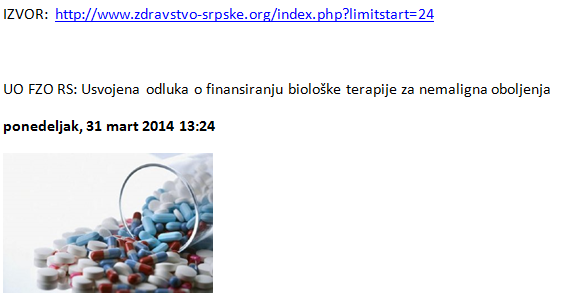 IZVOR: http://www.zdravstvo-srpske.org/index.php?limitstart=24
UO FZO RS: Usvojena odluka o finansiranju biološke terapije za nemaligna oboljenja
ponedeljak, 31 mart 2014 13:24